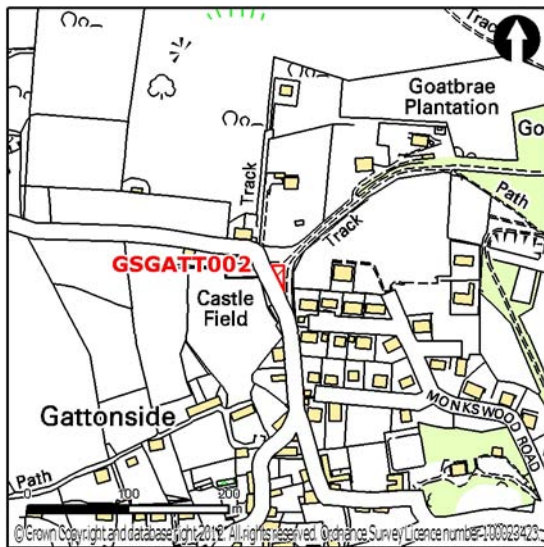 Track
Goatbrae
Plantation
Go
Track
Path
Track
GSGATT002
Castle
Field
Gattonside
MONKSWOOD ROAD
Path
0 100 200
m
© Crown Copyright and database right 2012. All rights reserved. Ordnance Survey Licence number 100023423